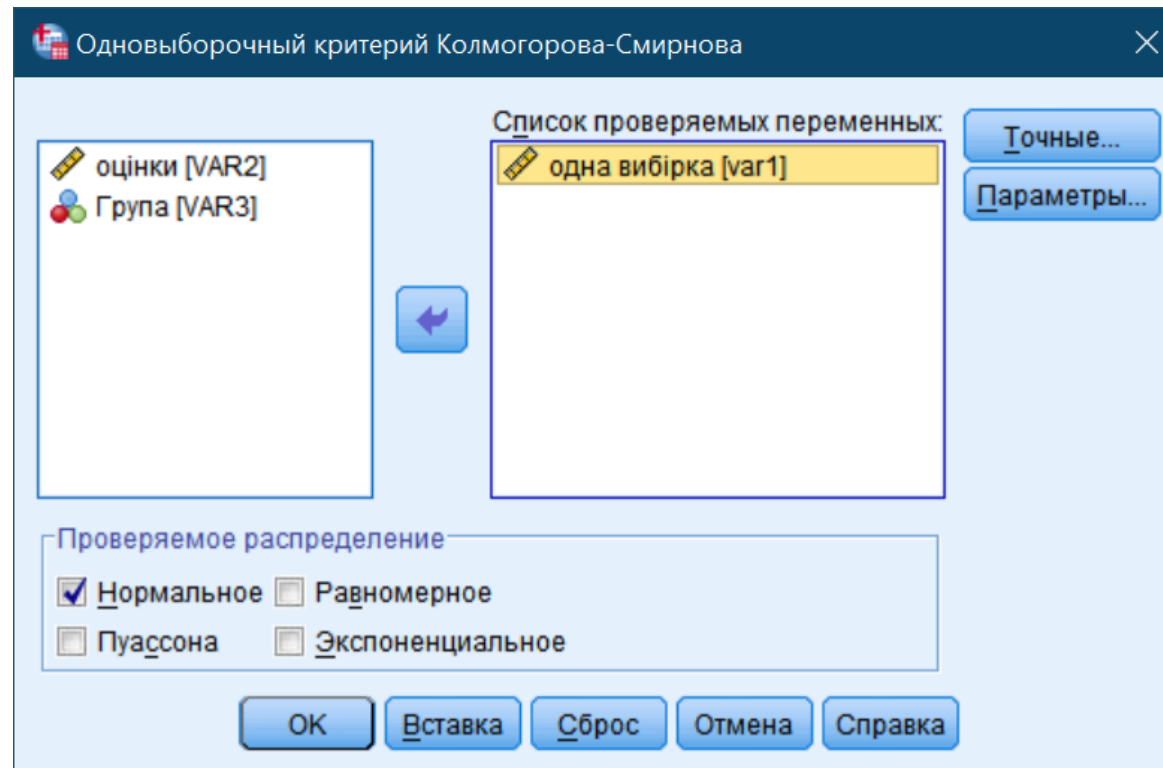 Одновыборочный критерий Колмогорова-Смирнова
Список проверяемых переменных:
оцінки [VAR2]
Група [VAR3]
одна вибірка [var1]
Точные...
Параметры...
Проверяемое распределение
Нормальное Равномерное
Пуассона Экспоненциальное
OK Вставка Сброс Отмена Справка